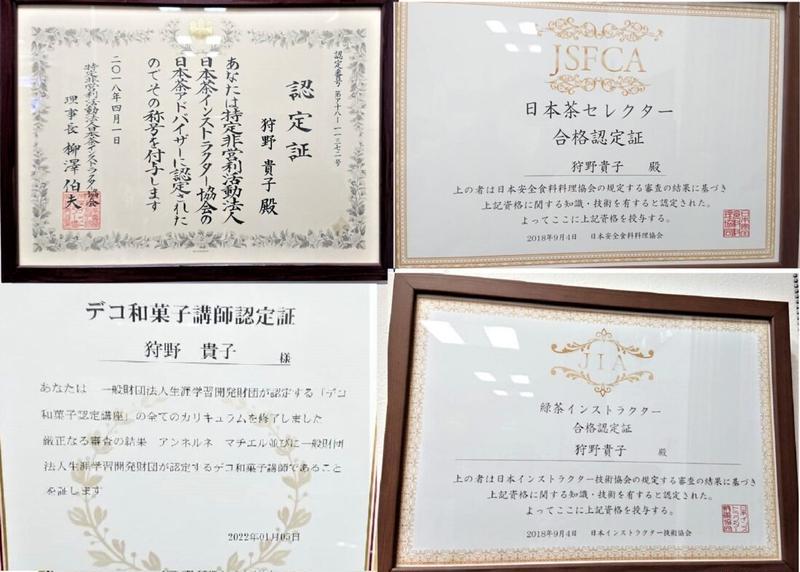 認定証
狩野 貴子 殿
あなたは特定非営利活動法人
日本茶インストラクター協会の
日本茶アドバイザーに認定された
のでその称号を付与します
二〇一八年四月一日
特定非営利活動法人日本茶インストラクター協会
理事長 柳澤 伯夫
JSFCA
日本茶セレクター
合格認定証
狩野貴子 殿
上の者は日本安全食料料理協会の規定する審査の結果に基づき
上記資格に関する知識・技術を有すると認定された。
よってここに上記資格を授与する。
2018年9月4日 日本安全食料料理協会
デコ和菓子講師認定証
狩野 貴子 様
あなたは 一般財団法人生涯学習開発財団が認定する「デコ
和菓子認定講座」の全てのカリキュラムを修了しました
厳正なる審査の結果 アンネルネ マチエル並びに一般財団
法人生涯学習開発財団が認定するデコ和菓子講師であること
を証します
2022年01月05日
JIA
緑茶インストラクター
合格認定証
狩野貴子 殿
上の者は日本インストラクター技術協会の規定する審査の結果に基づき
上記資格に関する知識・技術を有すると認定された。
よってここに上記資格を授与する。
2018年9月4日 日本インストラクター技術協会